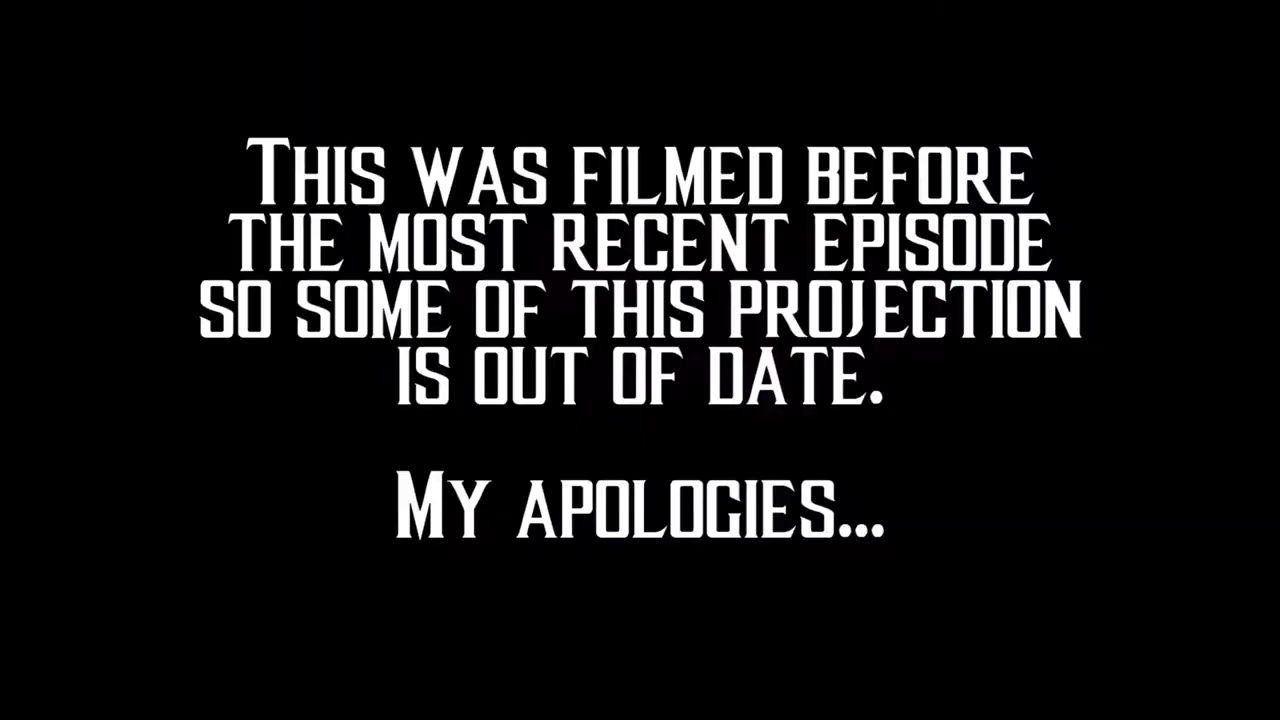 THIS WAS FILMED BEFORE
THE MOST RECENT EPISODE
SO SOME OF THIS PROJECTION
IS OUT OF DATE.
MY APOLOGIES...